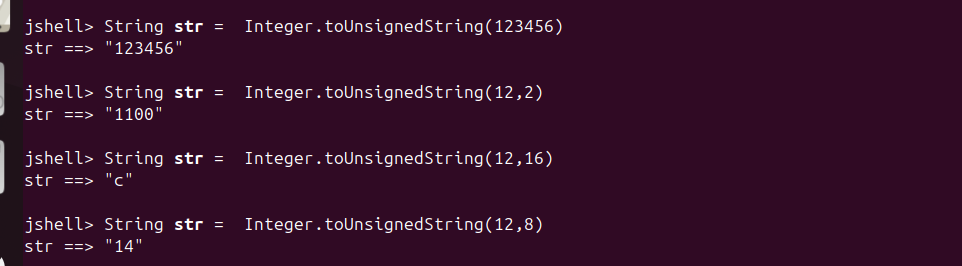 jshell> String str =  Integer.toUnsignedString(123456)
str ==> "123456"
jshell> String str =  Integer.toUnsignedString(12,2)
str ==> "1100"
jshell> String str =  Integer.toUnsignedString(12,16)
str ==> "c"
jshell> String str =  Integer.toUnsignedString(12,8)
str ==> "14"